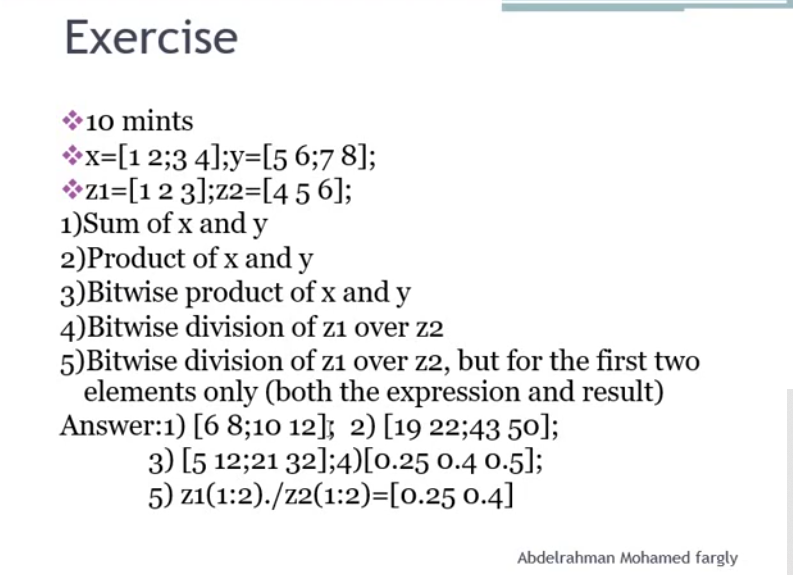 Exercise
❖10 mints
❖x=[1 2;3 4];y=[5 6;7 8];
❖z1=[1 2 3];z2=[4 5 6];
1)Sum of x and y
2)Product of x and y
3)Bitwise product of x and y
4)Bitwise division of z1 over z2
5)Bitwise division of z1 over z2, but for the first two
elements only (both the expression and result)
Answer:1) [6 8;10 12]; 2) [19 22;43 50];
3) [5 12;21 32];4)[0.25 0.4 0.5];
5) z1(1:2)./z2(1:2)=[0.25 0.4]
Abdelrahman Mohamed fargly